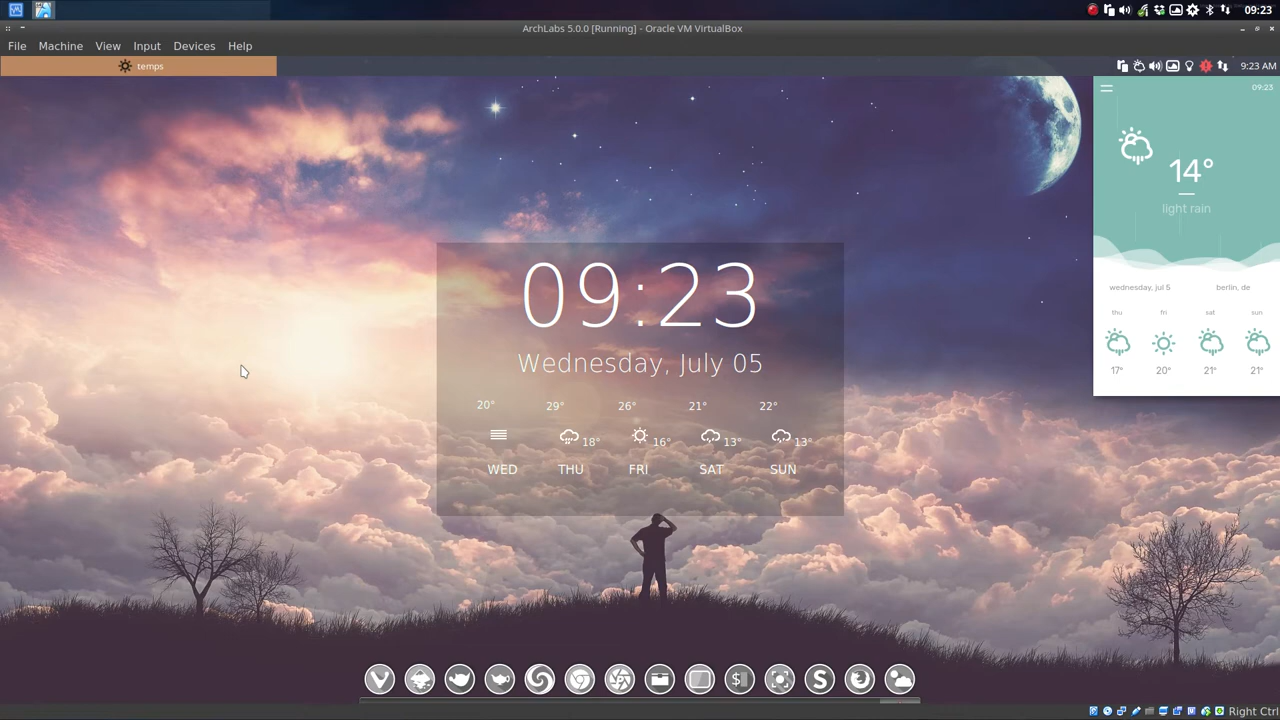 09:23
ArchLabs 5.0.0 [Running] - Oracle VM VirtualBox
File Machine View Input Devices Help
temps
9:23 AM
09:23
14°
light rain
wednesday, jul 5 berlin, de
thu fri sat sun
17° 20° 21° 21°
09:23
Wednesday, July 05
20° 29° 26° 21° 22°
18° 16° 13° 13°
WED THU FRI SAT SUN
$
S
Right Ctrl